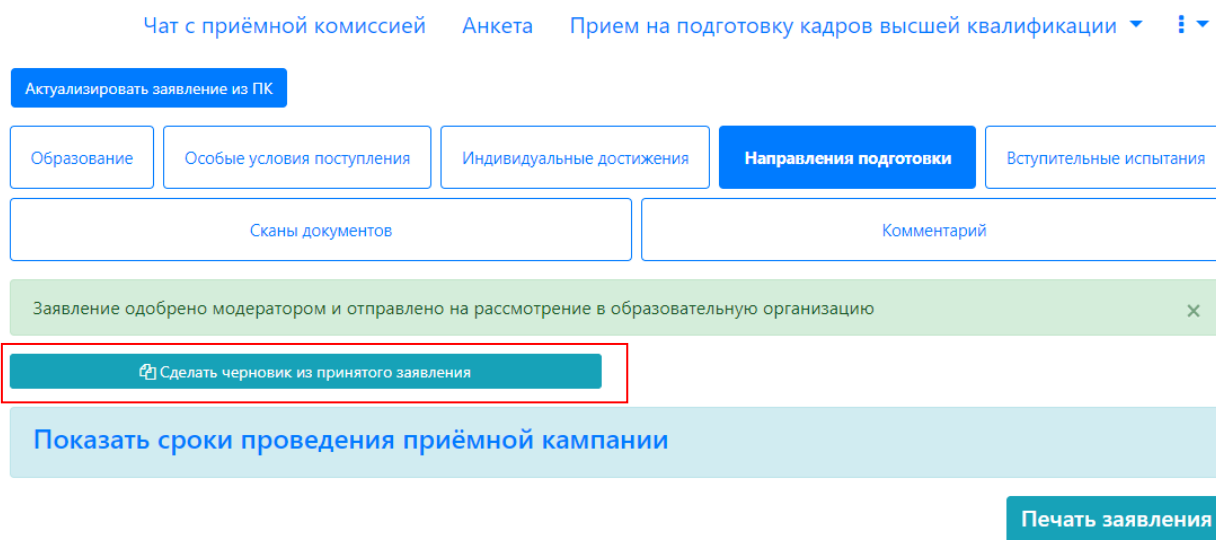 Чат с приёмной комиссией Анкета Прием на подготовку кадров высшей квалификации
Актуализировать заявление из ПК
Образование Особые условия поступления Индивидуальные достижения Направления подготовки Вступительные испытания
Сканы документов Комментарий
Заявление одобрено модератором и отправлено на рассмотрение в образовательную организацию ×
Сделать черновик из принятого заявления
Показать сроки проведения приёмной кампании
Печать заявления